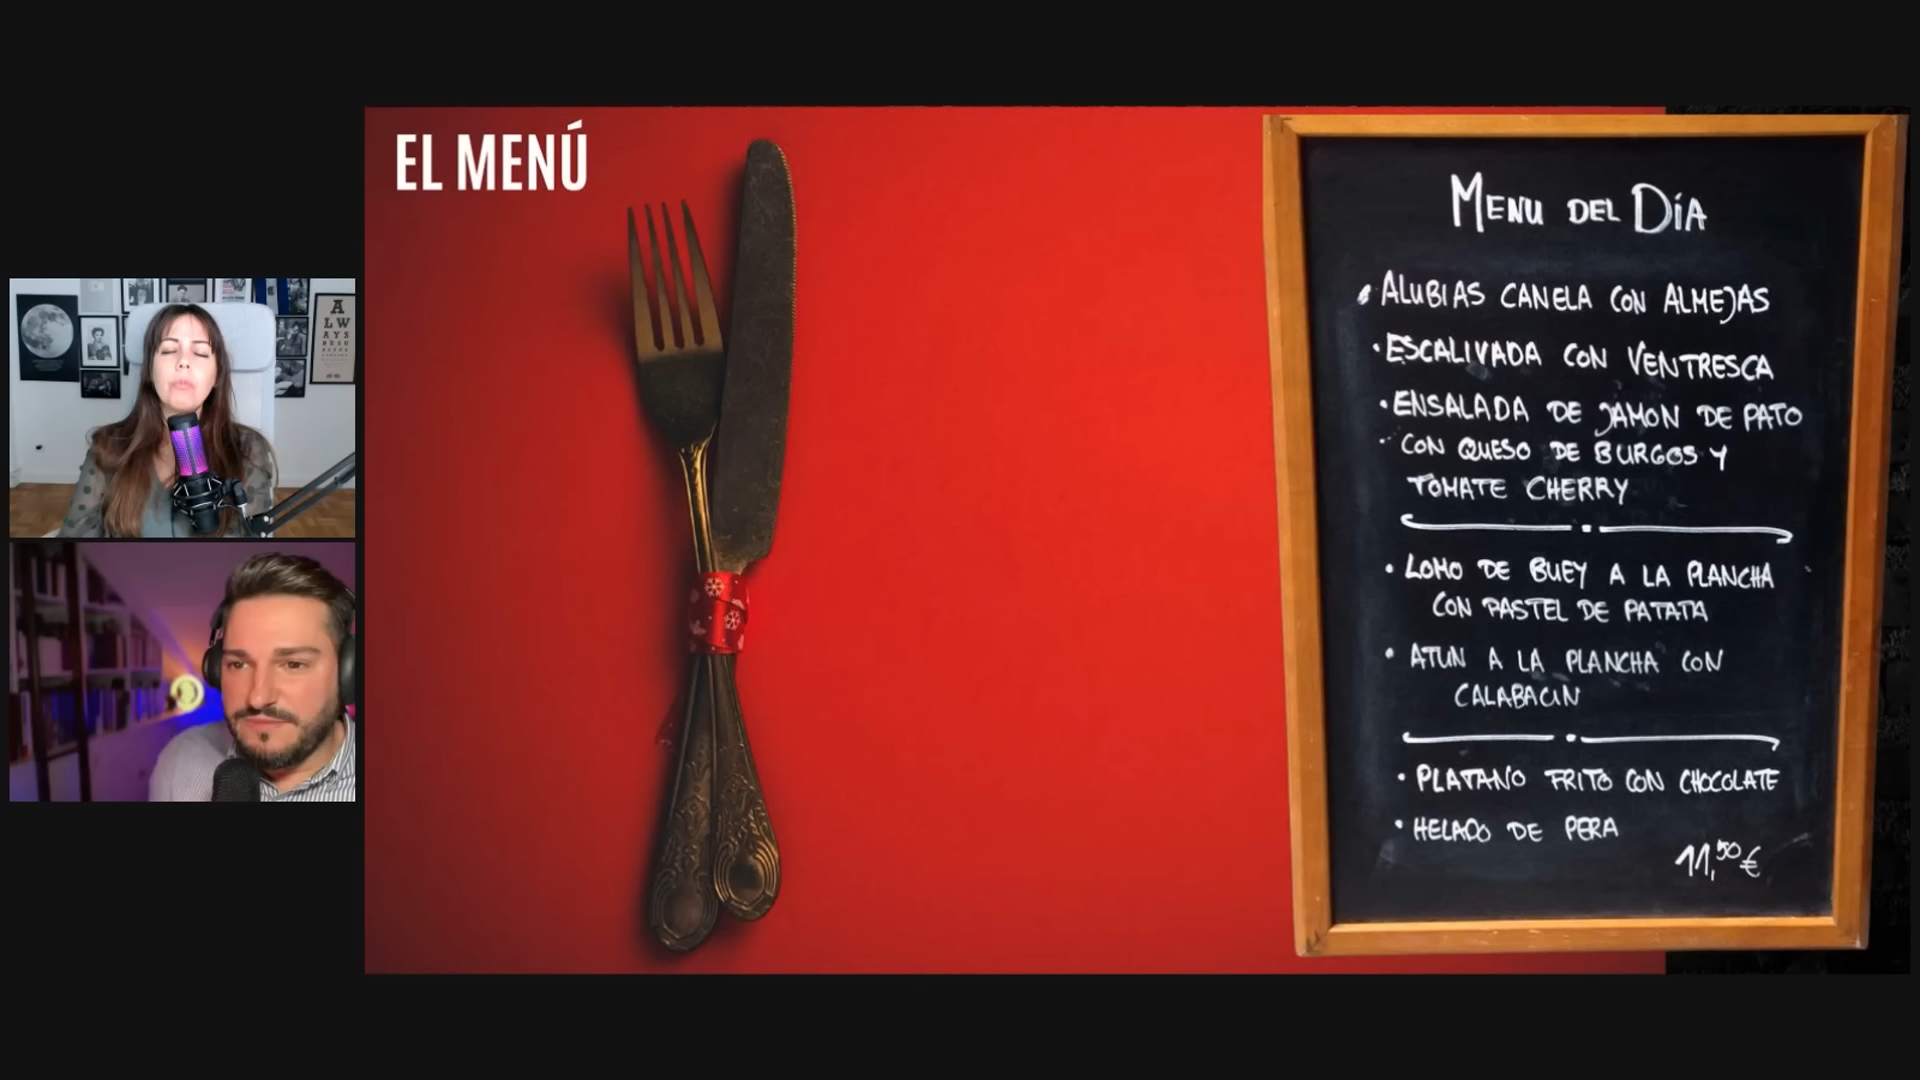 EL MENÚ
MENU DEL DÍA
• ALUBIAS CANELA CON ALMEJAS
• ESCALIVADA CON VENTRESCA
• ENSALADA DE JAMON DE PATO
CON QUESO DE BURGOS Y
TOMATE CHERRY
• LOMO DE BUEY A LA PLANCHA
CON PASTEL DE PATATA
• ATUN A LA PLANCHA CON
CALABACIN
• PLATANO FRITO CON CHOCOLATE
• HELADO DE PERA
11,50€
A
LW
AYS